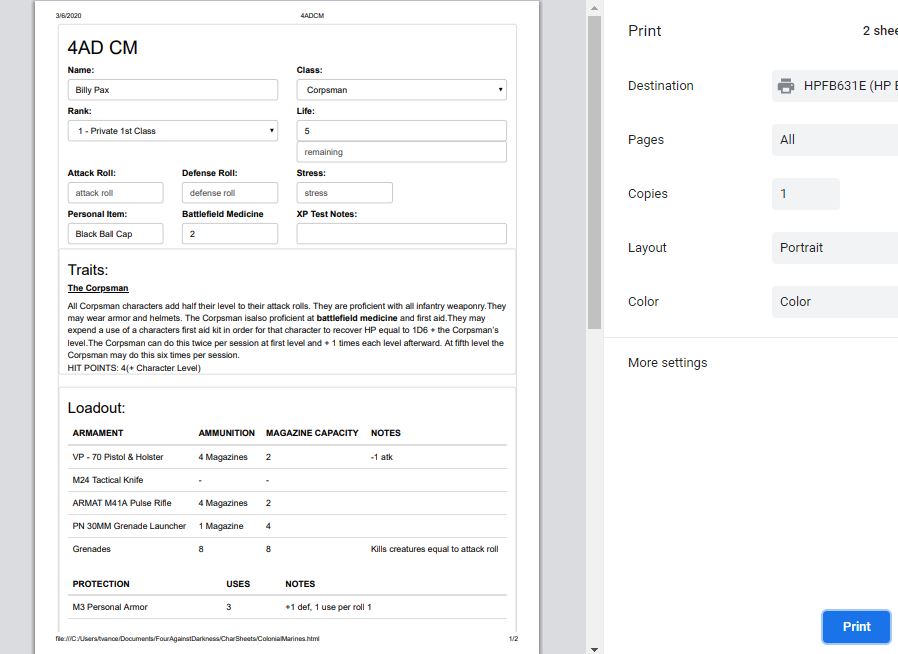 3/6/2020 4ADCM
4AD CM
Name: Class:
Billy Pax Corpsman
Rank: Life:
1 - Private 1st Class 5
remaining
Attack Roll: Defense Roll: Stress:
attack roll defense roll stress
Personal Item: Battlefield Medicine XP Test Notes:
Black Ball Cap 2
Traits:
The Corpsman
All Corpsman characters add half their level to their attack rolls. They are proficient with all infantry weaponry.They
may wear armor and helmets. The Corpsman isalso proficient at battlefield medicine and first aid.They may
expend a use of a characters first aid kit in order for that character to recover HP equal to 1D6 + the Corpsman's
level.The Corpsman can do this twice per session at first level and + 1 times each level afterward. At fifth level the
Corpsman may do this six times per session.
HIT POINTS: 4(+ Character Level)
Loadout:
ARMAMENT AMMUNITION MAGAZINE CAPACITY NOTES
VP - 70 Pistol & Holster 4 Magazines 2 -1 atk
M24 Tactical Knife - -
ARMAT M41A Pulse Rifle 4 Magazines 2
PN 30MM Grenade Launcher 1 Magazine 4
Grenades 8 8 Kills creatures equal to attack roll
PROTECTION USES NOTES
M3 Personal Armor 3 +1 def, 1 use per roll 1
file:///C:/Users/tvance/Documents/FourAgainstDarkness/CharSheets/ColonialMarines.html 1/2
Print 2 shee
Destination HPFB631E (HP E
Pages All
Copies 1
Layout Portrait
Color Color
More settings
Print